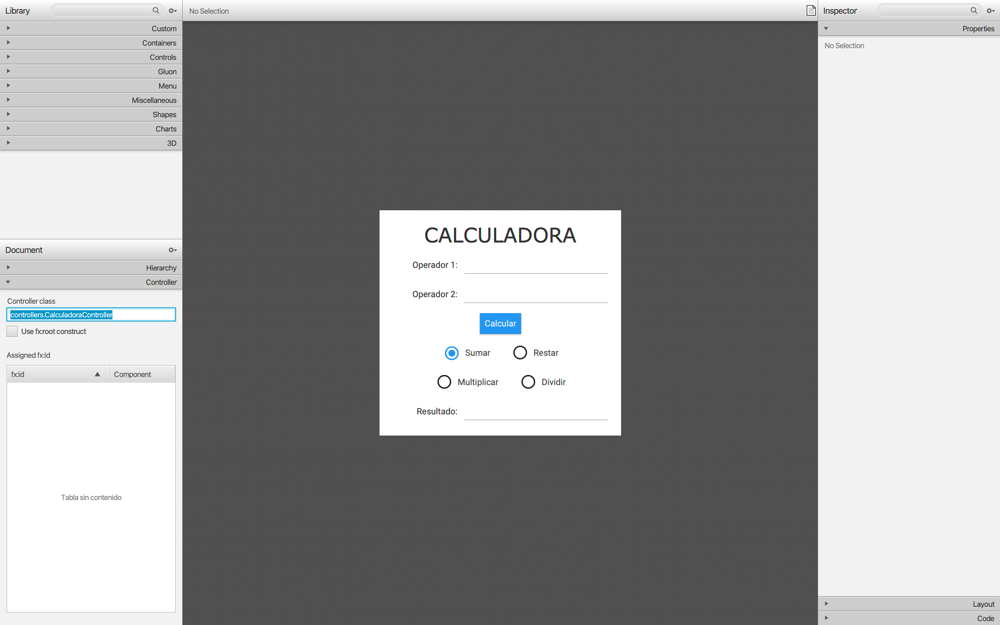 Library
No Selection
Inspector
Custom
Containers
Controls
Gluon
Menu
Miscellaneous
Shapes
Charts
3D
Document
Hierarchy
Controller
Controller class
controllers.CalculadoraController
Use fx:root construct
Assigned fx:id
fx:id Component
Tabla sin contenido
CALCULADORA
Operador 1:
Operador 2:
Calcular
Sumar Restar
Multiplicar Dividir
Resultado:
Properties
No Selection
Layout
Code